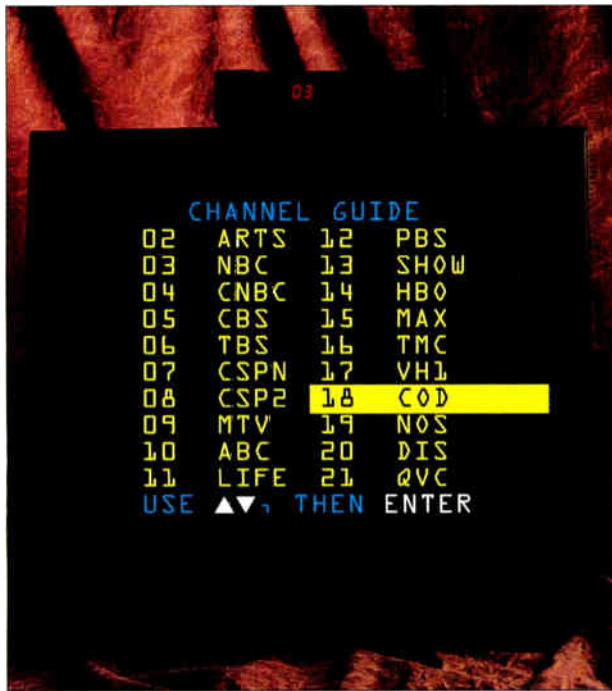 03
CHANNEL GUIDE
02 ARTS 12 PBS
03 NBC 13 SHOW
04 CNBC 14 HBO
05 CBS 15 MAX
06 TBS 16 TMC
07 CSPN 17 VH1
08 CSP2 18 COD
09 MTV 19 NOS
10 ABC 20 DIS
11 LIFE 21 QVC
USE ▲▼, THEN ENTER